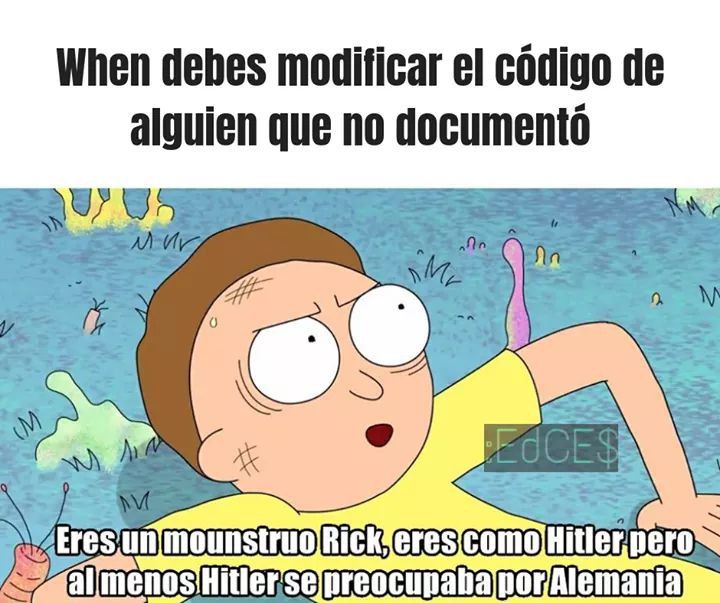 When debes modificar el código de
alguien que no documentó
:EdCE$
Eres un mounstruo Rick, eres como Hitler pero
al menos Hitler se preocupaba por Alemania